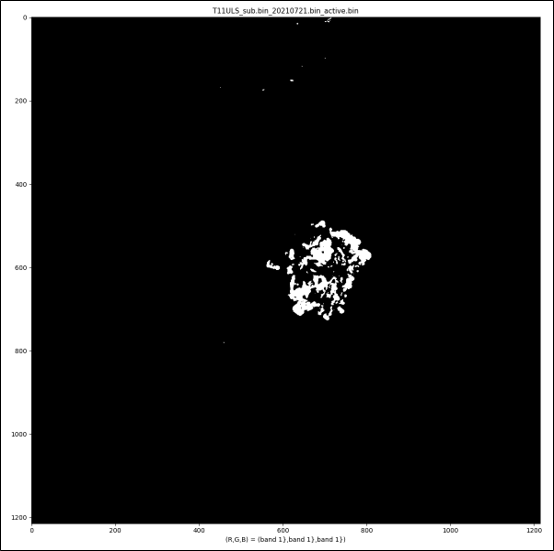 T11ULS_sub.bin_20210721.bin_active.bin
0
200
400
600
800
1000
1200
0 200 400 600 800 1000 1200
(R,G,B) = (band 1},band 1},band 1})